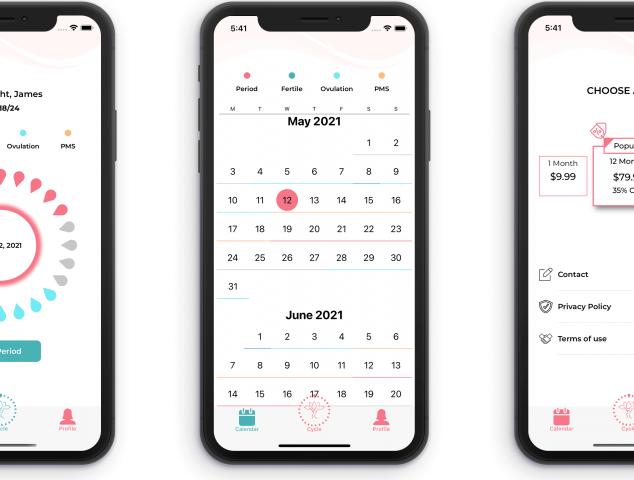 ht, James
18/24
Ovulation PMS
2, 2021
Period
cle
Profile
5:41
Period Fertile Ovulation PMS
M T W T F S S
May 2021
1 2
3 4 5 6 7 8 9
10 11 12 13 14 15 16
17 18 19 20 21 22 23
24 25 26 27 28 29 30
31
June 2021
1 2 3 4 5 6
7 8 9 10 11 12 13
14 15 16 17 18 19 20
Calendar Cycle Profile
5:41
CHOOSE
Popu
1 Month
$9.99
12 Mon
$79.9
35% O
Contact
Privacy Policy
Terms of use
Calendar
Cycle